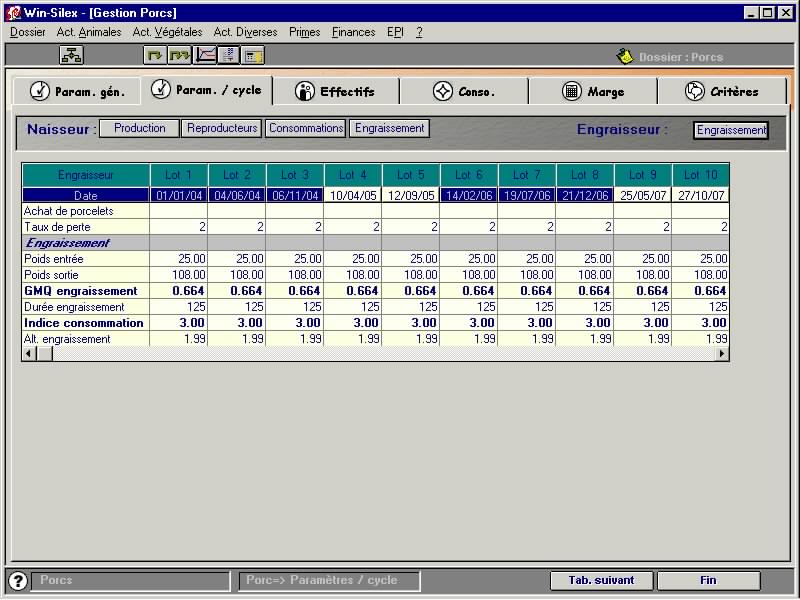 Win-Silex - [Gestion Porcs]
Dossier Act. Animales Act. Végétales Act. Diverses Primes Finances EPI ?
Dossier : Porcs
Param. gén. Param. / cycle Effectifs Conso. Marge Critères
Naisseur : Production Reproducteurs Consommations Engraissement Engraisseur : Engraissement
Engraisseur Lot 1 Lot 2 Lot 3 Lot 4 Lot 5 Lot 6 Lot 7 Lot 8 Lot 9 Lot 10
Date 01/01/04 04/06/04 06/11/04 10/04/05 12/09/05 14/02/06 19/07/06 21/12/06 25/05/07 27/10/07
Achat de porcelets
Taux de perte 2 2 2 2 2 2 2 2 2 2
Engraissement
Poids entrée 25.00 25.00 25.00 25.00 25.00 25.00 25.00 25.00 25.00 25.00
Poids sortie 108.00 108.00 108.00 108.00 108.00 108.00 108.00 108.00 108.00 108.00
GMQ engraissement 0.664 0.664 0.664 0.664 0.664 0.664 0.664 0.664 0.664 0.664
Durée engraissement 125 125 125 125 125 125 125 125 125 125
Indice consommation 3.00 3.00 3.00 3.00 3.00 3.00 3.00 3.00 3.00 3.00
Alt. engraissement 1.99 1.99 1.99 1.99 1.99 1.99 1.99 1.99 1.99 1.99
? Porcs Porc=> Paramètres / cycle Tab. suivant Fin